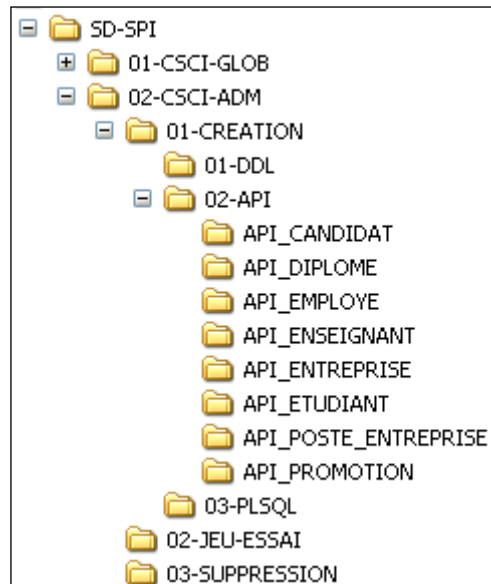 SD-SPI
01-CSCI-GLOB
02-CSCI-ADM
01-CREATION
01-DDL
02-API
API_CANDIDAT
API_DIPLOME
API_EMPLOYE
API_ENSEIGNANT
API_ENTREPRISE
API_ETUDIANT
API_POSTE_ENTREPRISE
API_PROMOTION
03-PLSQL
02-JEU-ESSAI
03-SUPPRESSION